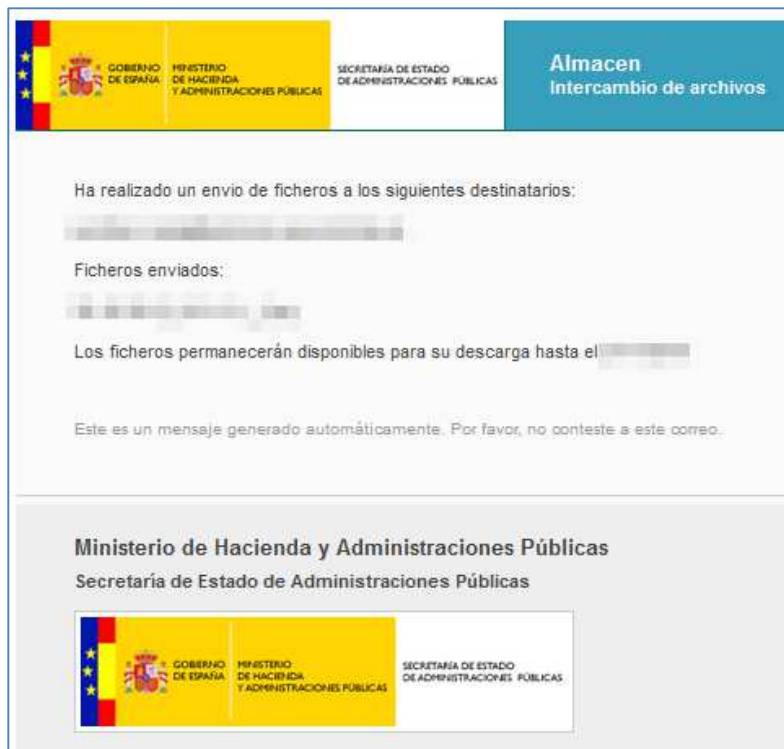 GOBIERNO
DE ESPAÑA
MINISTERIO
DE HACIENDA
Y ADMINISTRACIONES PÚBLICAS
SECRETARÍA DE ESTADO
DE ADMINISTRACIONES PÚBLICAS
Almacen
Intercambio de archivos
Ha realizado un envio de ficheros a los siguientes destinatarios:
Ficheros enviados:
Los ficheros permanecerán disponibles para su descarga hasta el
Este es un mensaje generado automáticamente. Por favor, no conteste a este correo.
Ministerio de Hacienda y Administraciones Públicas
Secretaría de Estado de Administraciones Públicas
GOBIERNO
DE ESPAÑA
MINISTERIO
DE HACIENDA
Y ADMINISTRACIONES PÚBLICAS
SECRETARÍA DE ESTADO
DE ADMINISTRACIONES PÚBLICAS